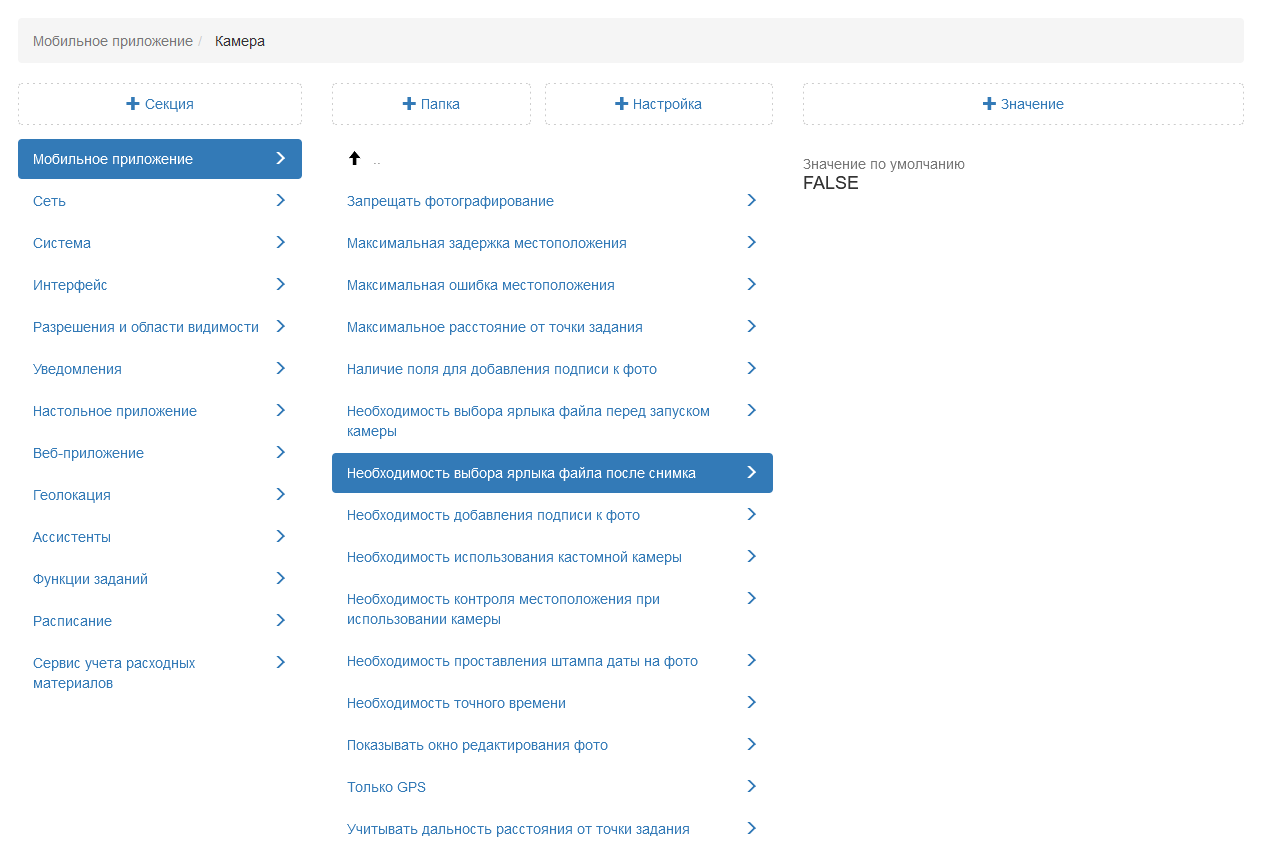 Мобильное приложение / Камера
Секция
Папка
Настройка
Значение
Мобильное приложение
Сеть
Система
Интерфейс
Разрешения и области видимости
Уведомления
Настольное приложение
Веб-приложение
Геолокация
Ассистенты
Функции заданий
Расписание
Сервис учета расходных
материалов
..
Запрещать фотографирование
Максимальная задержка местоположения
Максимальная ошибка местоположения
Максимальное расстояние от точки задания
Наличие поля для добавления подписи к фото
Необходимость выбора ярлыка файла перед запуском
камеры
Необходимость выбора ярлыка файла после снимка
Необходимость добавления подписи к фото
Необходимость использования кастомной камеры
Необходимость контроля местоположения при
использовании камеры
Необходимость проставления штампа даты на фото
Необходимость точного времени
Показывать окно редактирования фото
Только GPS
Учитывать дальность расстояния от точки задания
Значение по умолчанию
FALSE